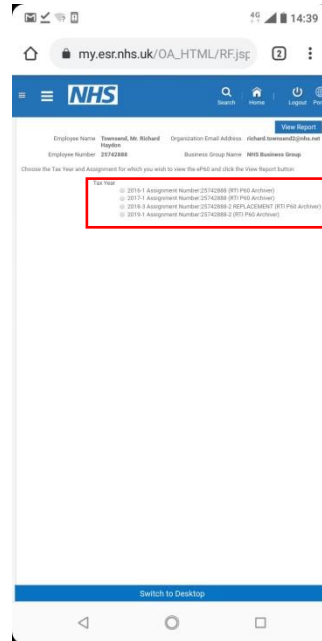 4G 14:39
my.esr.nhs.uk/OA_HTML/RF.jsp 2
NHS
Search Home Logout Por
View Report
Employee Name Townsend, Mr. Richard Haydon Organization Email Address richard.townsend2@nhs.net
Employee Number 25742888 Business Group Name NHS Business Group
Choose the Tax Year and Assignment for which you wish to view the eP60 and click the View Report button
Tax Year
2016-1 Assignment Number:25742888 (RTI P60 Archiver)
2017-1 Assignment Number:25742888 (RTI P60 Archiver)
2018-3 Assignment Number:25742888-2 REPLACEMENT (RTI P60 Archiver)
2019-1 Assignment Number:25742888-2 (RTI P60 Archiver)
Switch to Desktop